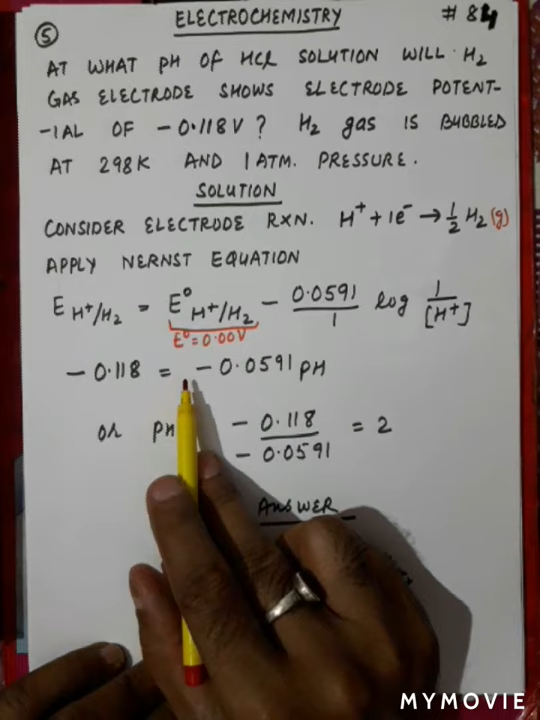 ELECTROCHEMISTRY # 84
5
AT WHAT pH OF HCl SOLUTION WILL H₂
GAS ELECTRODE SHOWS ELECTRODE POTENT-
-IAL OF -0.118V? H₂ gas IS BUBBLED
AT 298K AND 1 ATM. PRESSURE.
SOLUTION
CONSIDER ELECTRODE RXN. H⁺ + 1e⁻ → 1/2 H₂ (g)
APPLY NERNST EQUATION
E H⁺/H₂ = E° H⁺/H₂ - 0.0591/1 log 1/[H⁺]
E° = 0.00V
- 0.118 = - 0.0591 pH
or pH - 0.118 / - 0.0591 = 2
ANSWER
MYMOVIE